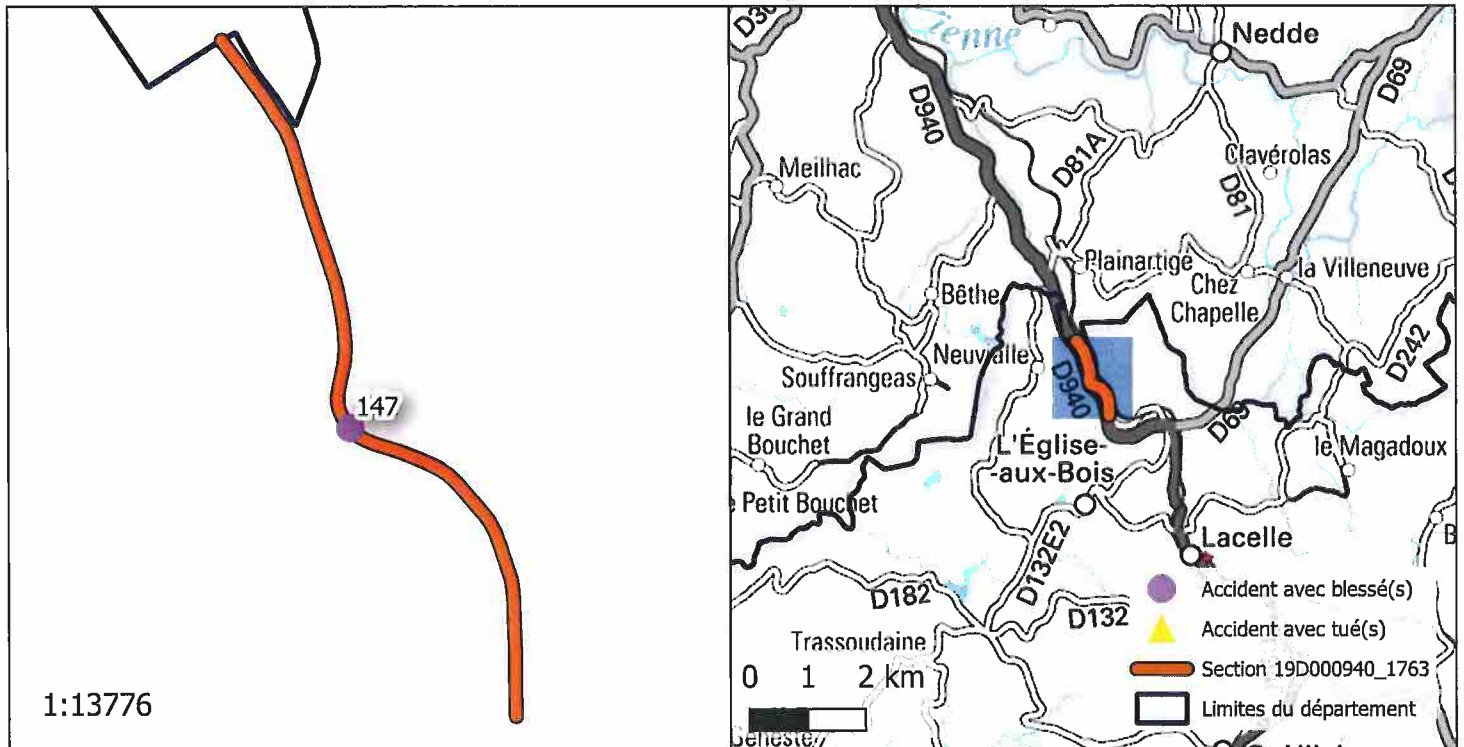 147
1:13776
D30
ienne
Nedde
D69
D940
D81A
Clavérolas
Meilhac
D81
Plainartige
la Villeneuve
Chez
Chapelle
Bêthe
Neuvialle
D242
Souffrangeas
D940
le Grand
Bouchet
D69
L'Église-
-aux-Bois
le Magadoux
Petit Bouchet
Lacelle
D132E2
D182
D132
Trassoudaine
0 1 2 km
Accident avec blessé(s)
Accident avec tué(s)
Section 19D000940_1763
Limites du département